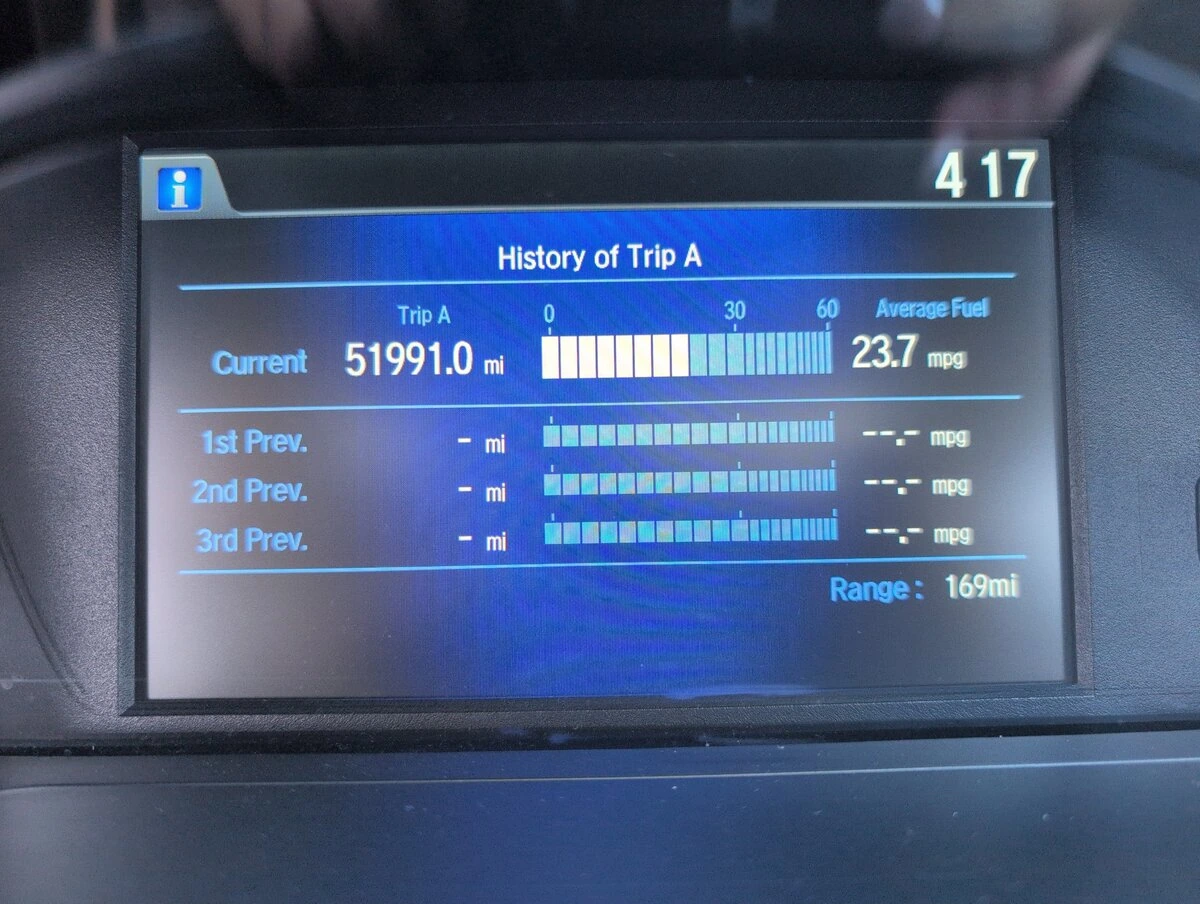 i 4 17
History of Trip A
Trip A 0 30 60 Average Fuel
Current 51991.0 mi 23.7 mpg
1st Prev. - mi --.- mpg
2nd Prev. - mi --.- mpg
3rd Prev. - mi --.- mpg
Range : 169mi